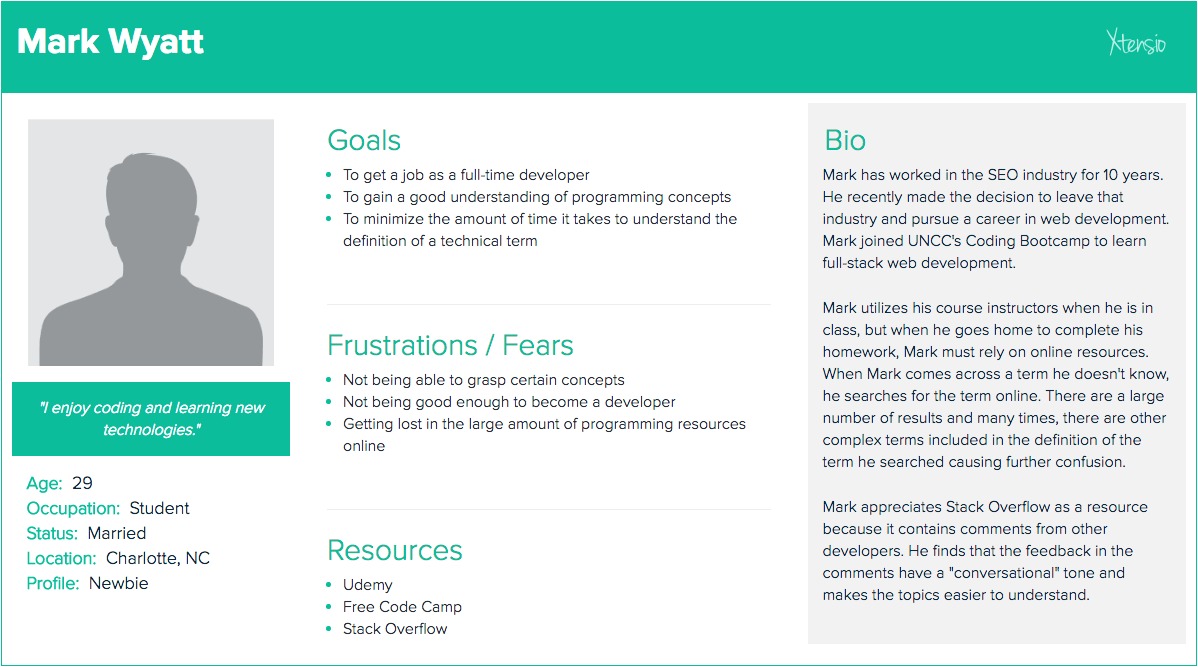 Mark Wyatt
Xtensio
"I enjoy coding and learning new
technologies."
Age: 29
Occupation: Student
Status: Married
Location: Charlotte, NC
Profile: Newbie
Goals
To get a job as a full-time developer
To gain a good understanding of programming concepts
To minimize the amount of time it takes to understand the
definition of a technical term
Frustrations / Fears
Not being able to grasp certain concepts
Not being good enough to become a developer
Getting lost in the large amount of programming resources
online
Resources
Udemy
Free Code Camp
Stack Overflow
Bio
Mark has worked in the SEO industry for 10 years.
He recently made the decision to leave that
industry and pursue a career in web development.
Mark joined UNCC's Coding Bootcamp to learn
full-stack web development.
Mark utilizes his course instructors when he is in
class, but when he goes home to complete his
homework, Mark must rely on online resources.
When Mark comes across a term he doesn't know,
he searches for the term online. There are a large
number of results and many times, there are other
complex terms included in the definition of the
term he searched causing further confusion.
Mark appreciates Stack Overflow as a resource
because it contains comments from other
developers. He finds that the feedback in the
comments have a "conversational" tone and
makes the topics easier to understand.